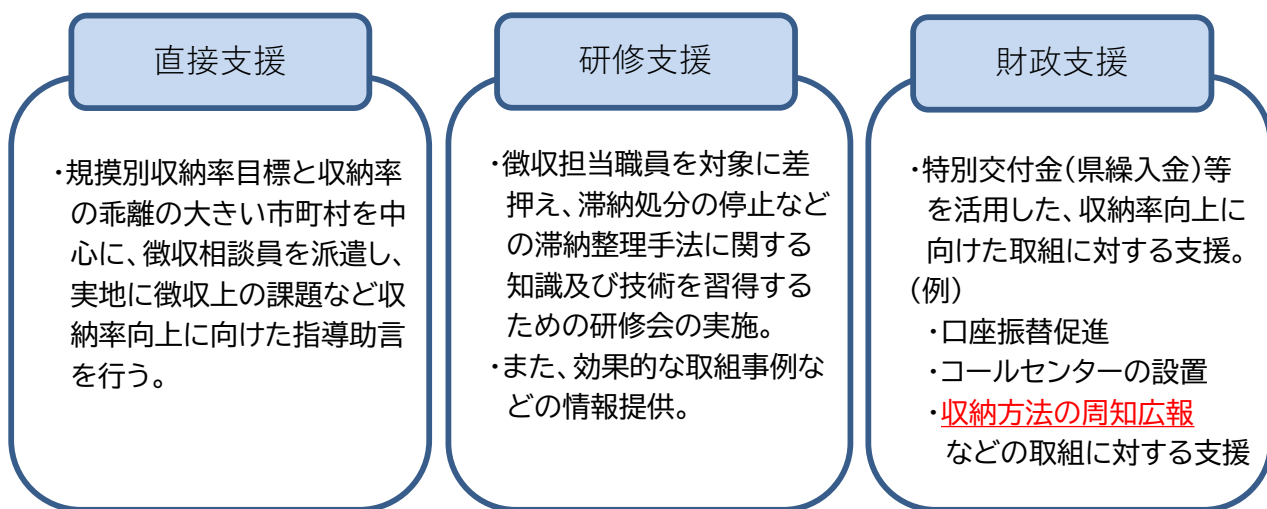 直接支援
・規模別収納率目標と収納率
の乖離の大きい市町村を中
心に、徴収相談員を派遣し、
実地に徴収上の課題など収
納率向上に向けた指導助言
を行う。
研修支援
・徴収担当職員を対象に差
押え、滞納処分の停止など
の滞納整理手法に関する
知識及び技術を習得する
ための研修会の実施。
・また、効果的な取組事例な
どの情報提供。
財政支援
・特別交付金(県繰入金)等
を活用した、収納率向上に
向けた取組に対する支援。
(例)
・口座振替促進
・コールセンターの設置
・収納方法の周知広報
などの取組に対する支援